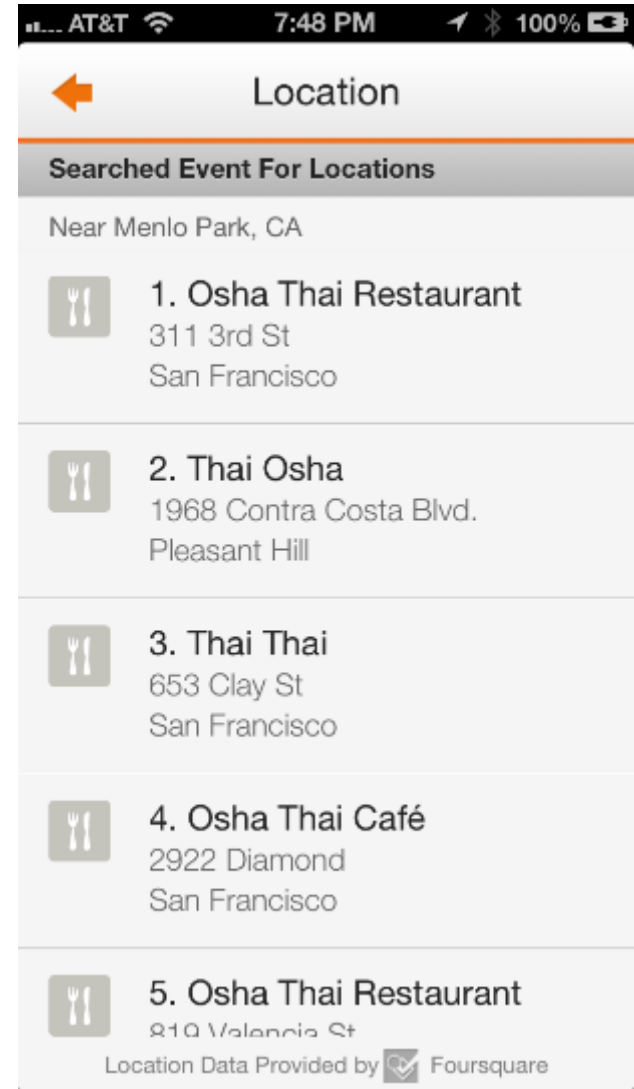 AT&T 7:48 PM 100%
Location
Searched Event For Locations
Near Menlo Park, CA
1. Osha Thai Restaurant
311 3rd St
San Francisco
2. Thai Osha
1968 Contra Costa Blvd.
Pleasant Hill
3. Thai Thai
653 Clay St
San Francisco
4. Osha Thai Café
2922 Diamond
San Francisco
5. Osha Thai Restaurant
819 Valencia St
Location Data Provided by Foursquare